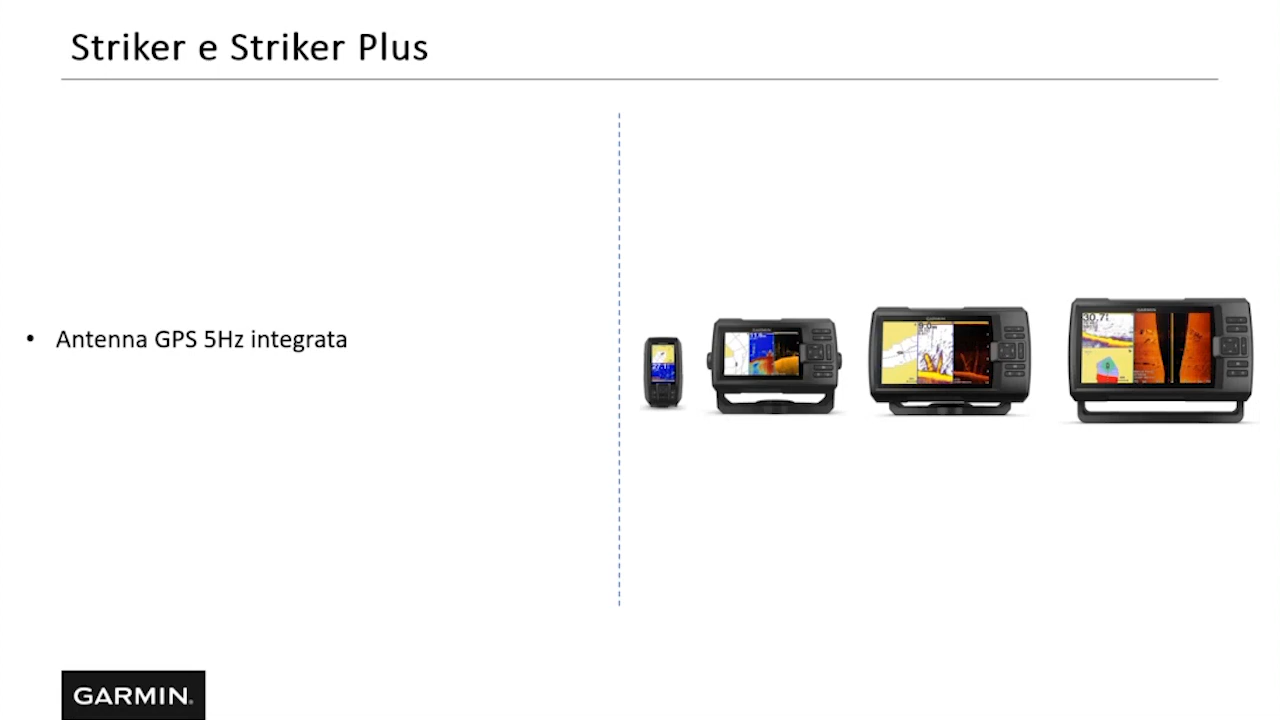 Striker e Striker Plus
• Antenna GPS 5Hz integrata
GARMIN.